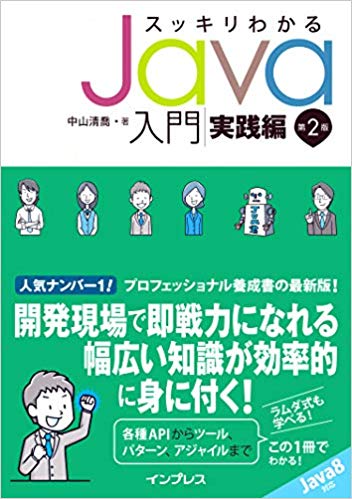 スッキリわかる
Java
中山清喬・著
入門 実践編 第2版
人気ナンバー1! プロフェッショナル養成書の最新版!
開発現場で即戦力になれる
幅広い知識が効率的
に身に付く!
ラムダ式も
学べる!
各種APIからツール、
パターン、アジャイルまで
この1冊で
わかる!
Java8
対応
インプレス